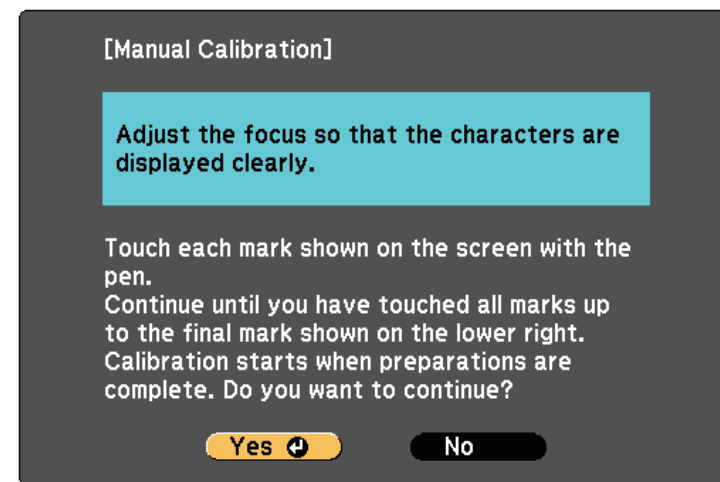 [Manual Calibration]
Adjust the focus so that the characters are
displayed clearly.
Touch each mark shown on the screen with the
pen.
Continue until you have touched all marks up
to the final mark shown on the lower right.
Calibration starts when preparations are
complete. Do you want to continue?
Yes No